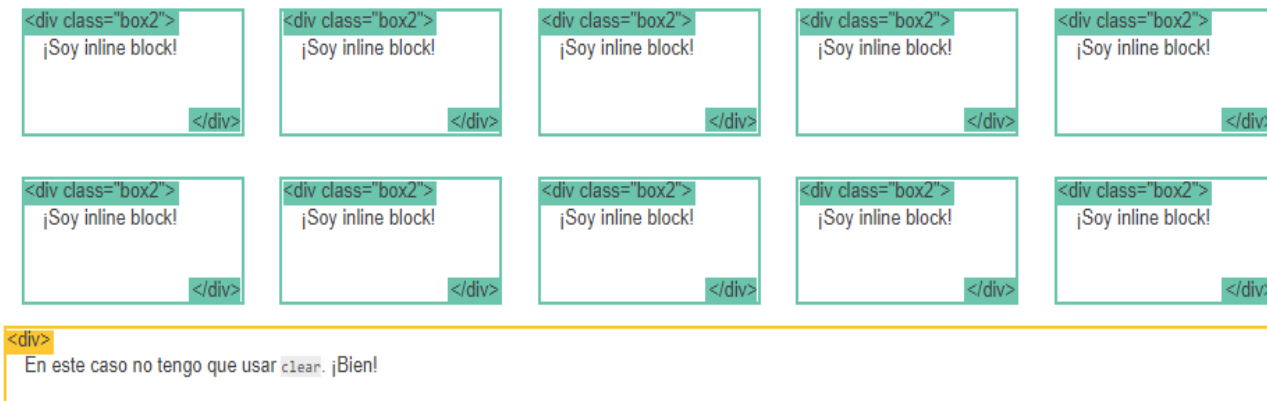 <div class="box2"> <div class="box2"> <div class="box2"> <div class="box2"> <div class="box2">
¡Soy inline block! ¡Soy inline block! ¡Soy inline block! ¡Soy inline block! ¡Soy inline block!
</div> </div> </div> </div> </div>
<div class="box2"> <div class="box2"> <div class="box2"> <div class="box2"> <div class="box2">
¡Soy inline block! ¡Soy inline block! ¡Soy inline block! ¡Soy inline block! ¡Soy inline block!
</div> </div> </div> </div> </div>
<div>
En este caso no tengo que usar clear. ¡Bien!